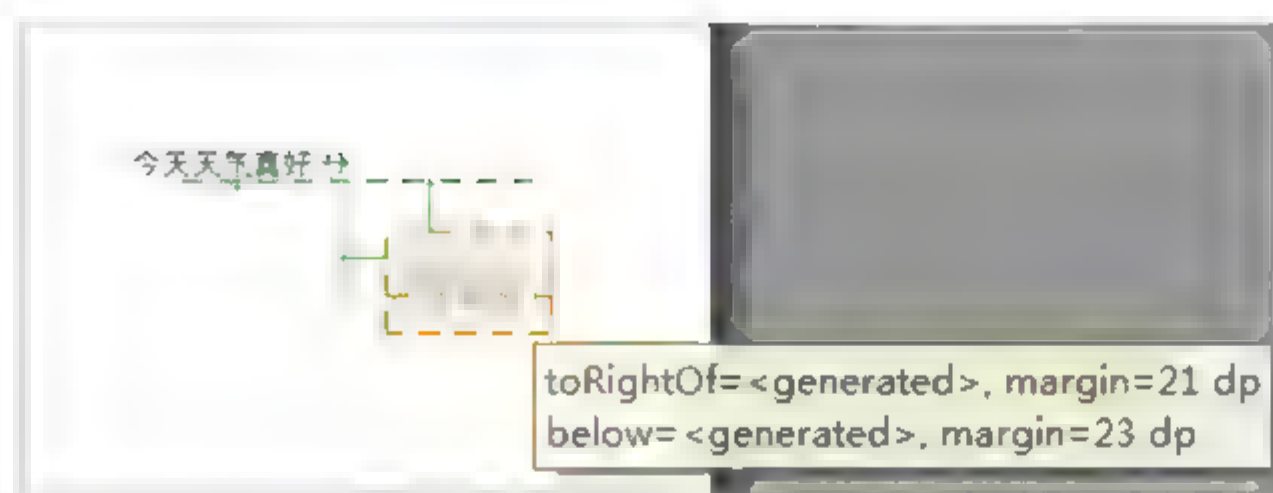 今天天气真好
toRightOf=<generated>, margin=21 dp
below=<generated>, margin=23 dp